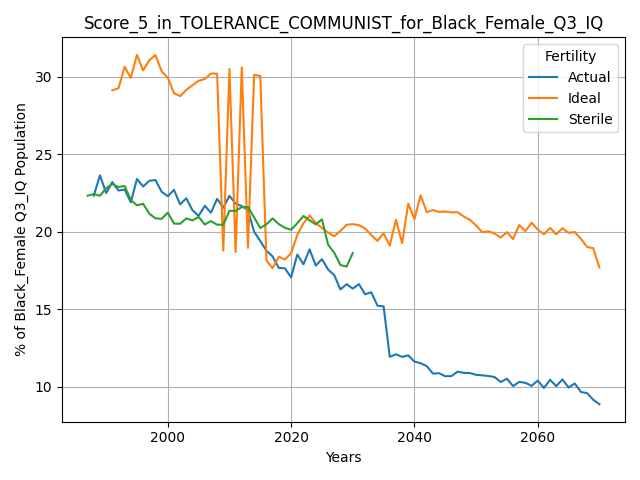 Score_5_in_TOLERANCE_COMMUNIST_for_Black_Female_Q3_IQ
Fertility
Actual
Ideal
Sterile
% of Black_Female Q3_IQ Population
30
25
20
15
10
2000
2020
2040
2060
Years